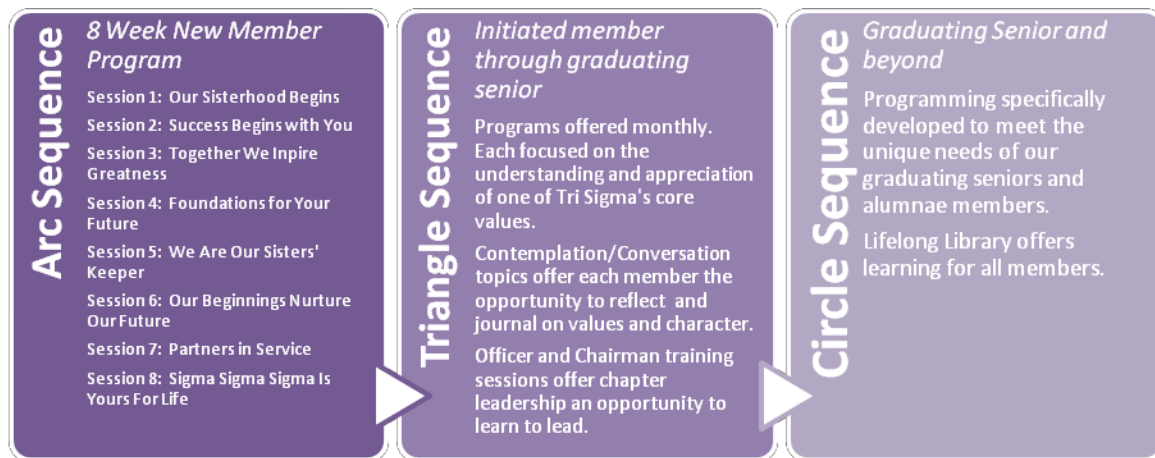 Arc Sequence
8 Week New Member
Program
Session 1: Our Sisterhood Begins
Session 2: Success Begins with You
Session 3: Together We Inpire
Greatness
Session 4: Foundations for Your
Future
Session 5: We Are Our Sisters'
Keeper
Session 6: Our Beginnings Nurture
Our Future
Session 7: Partners in Service
Session 8: Sigma Sigma Sigma Is
Yours For Life
Triangle Sequence
Initiated member
through graduating
senior
Programs offered monthly.
Each focused on the
understanding and appreciation
of one of Tri Sigma's core
values.
Contemplation/Conversation
topics offer each member the
opportunity to reflect and
journal on values and character.
Officer and Chairman training
sessions offer chapter
leadership an opportunity to
learn to lead.
Circle Sequence
Graduating Senior and
beyond
Programming specifically
developed to meet the
unique needs of our
graduating seniors and
alumnae members.
Lifelong Library offers
learning for all members.